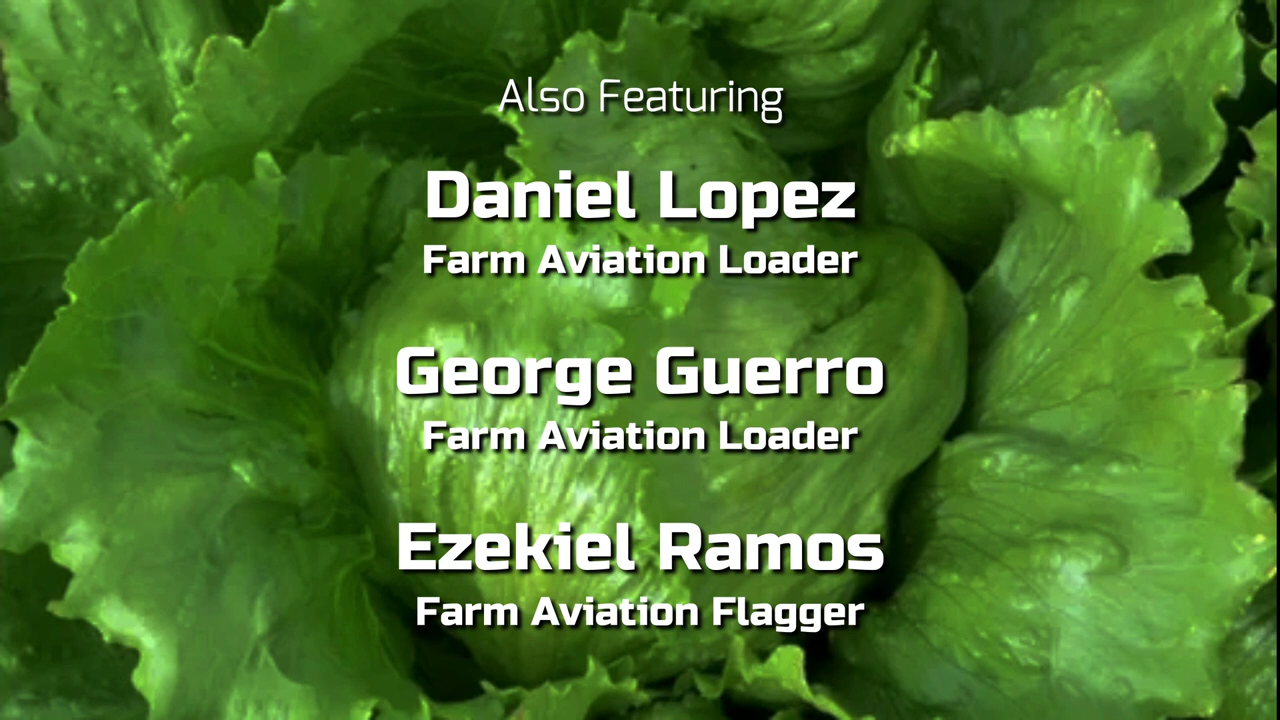 Also Featuring
Daniel Lopez
Farm Aviation Loader
George Guerro
Farm Aviation Loader
Ezekiel Ramos
Farm Aviation Flagger